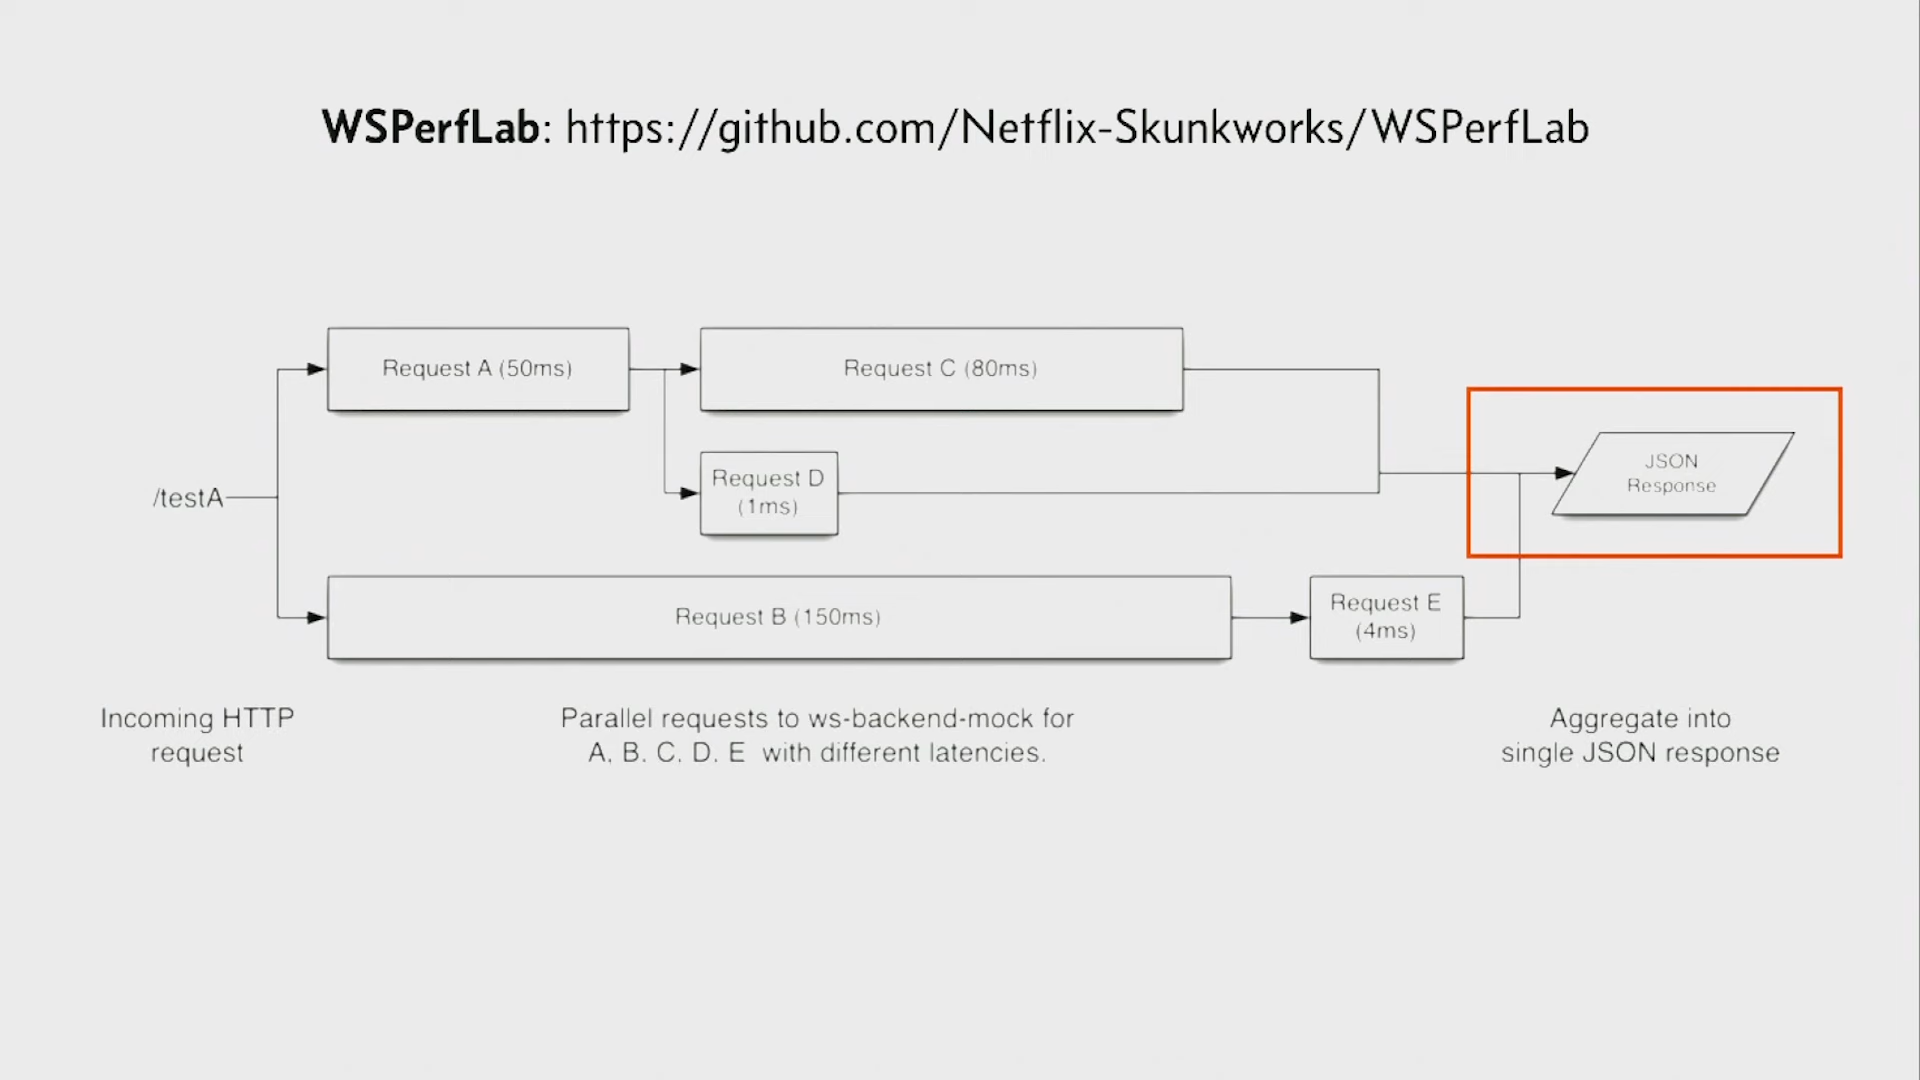 WSPerfLab: https://github.com/Netflix-Skunkworks/WSPerfLab
Request A (50ms)
Request C (80ms)
Request D
(1ms)
/testA
JSON
Response
Request B (150ms)
Request E
(4ms)
Incoming HTTP
request
Parallel requests to ws-backend-mock for
A, B, C, D, E with different latencies.
Aggregate into
single JSON response